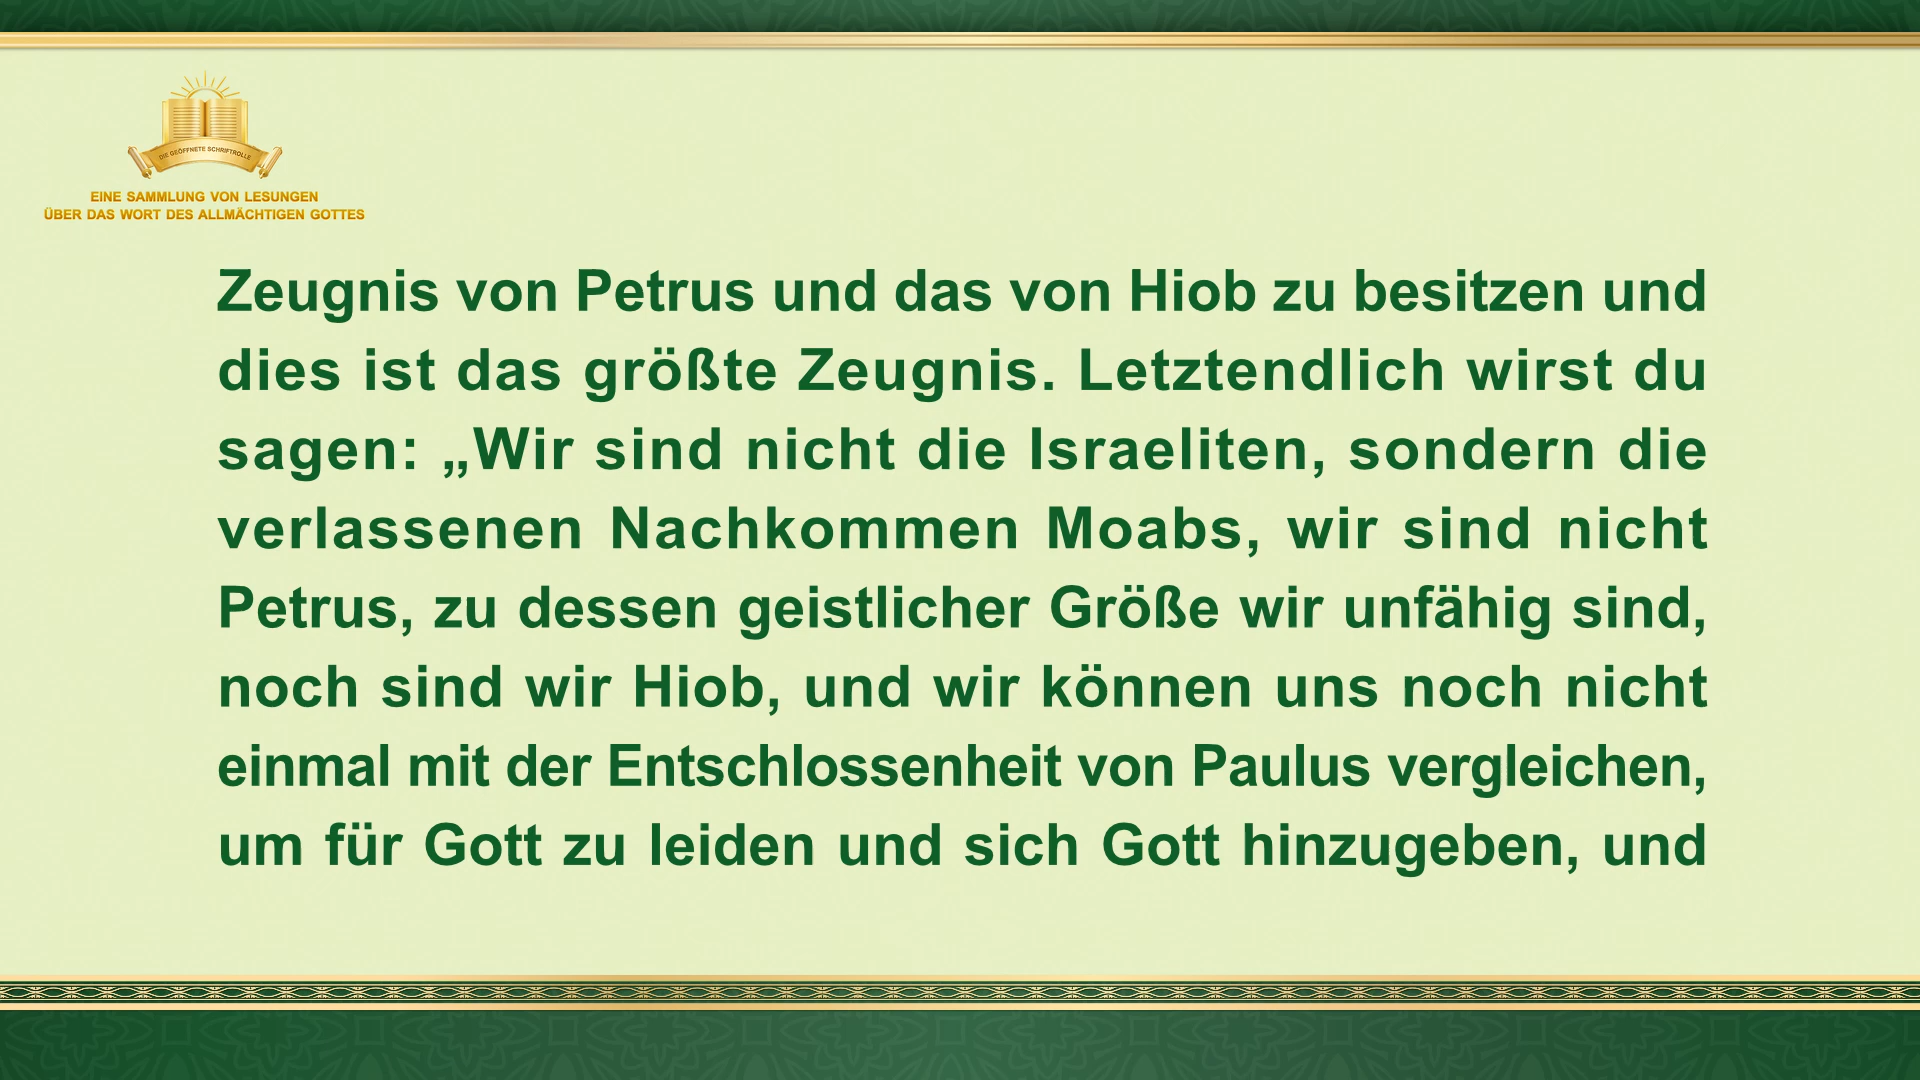 DIE GEÖFFNETE SCHRIFTROLLE
EINE SAMMLUNG VON LESUNGEN
ÜBER DAS WORT DES ALLMÄCHTIGEN GOTTES
Zeugnis von Petrus und das von Hiob zu besitzen und
dies ist das größte Zeugnis. Letztendlich wirst du
sagen: „Wir sind nicht die Israeliten, sondern die
verlassenen Nachkommen Moabs, wir sind nicht
Petrus, zu dessen geistlicher Größe wir unfähig sind,
noch sind wir Hiob, und wir können uns noch nicht
einmal mit der Entschlossenheit von Paulus vergleichen,
um für Gott zu leiden und sich Gott hinzugeben, und